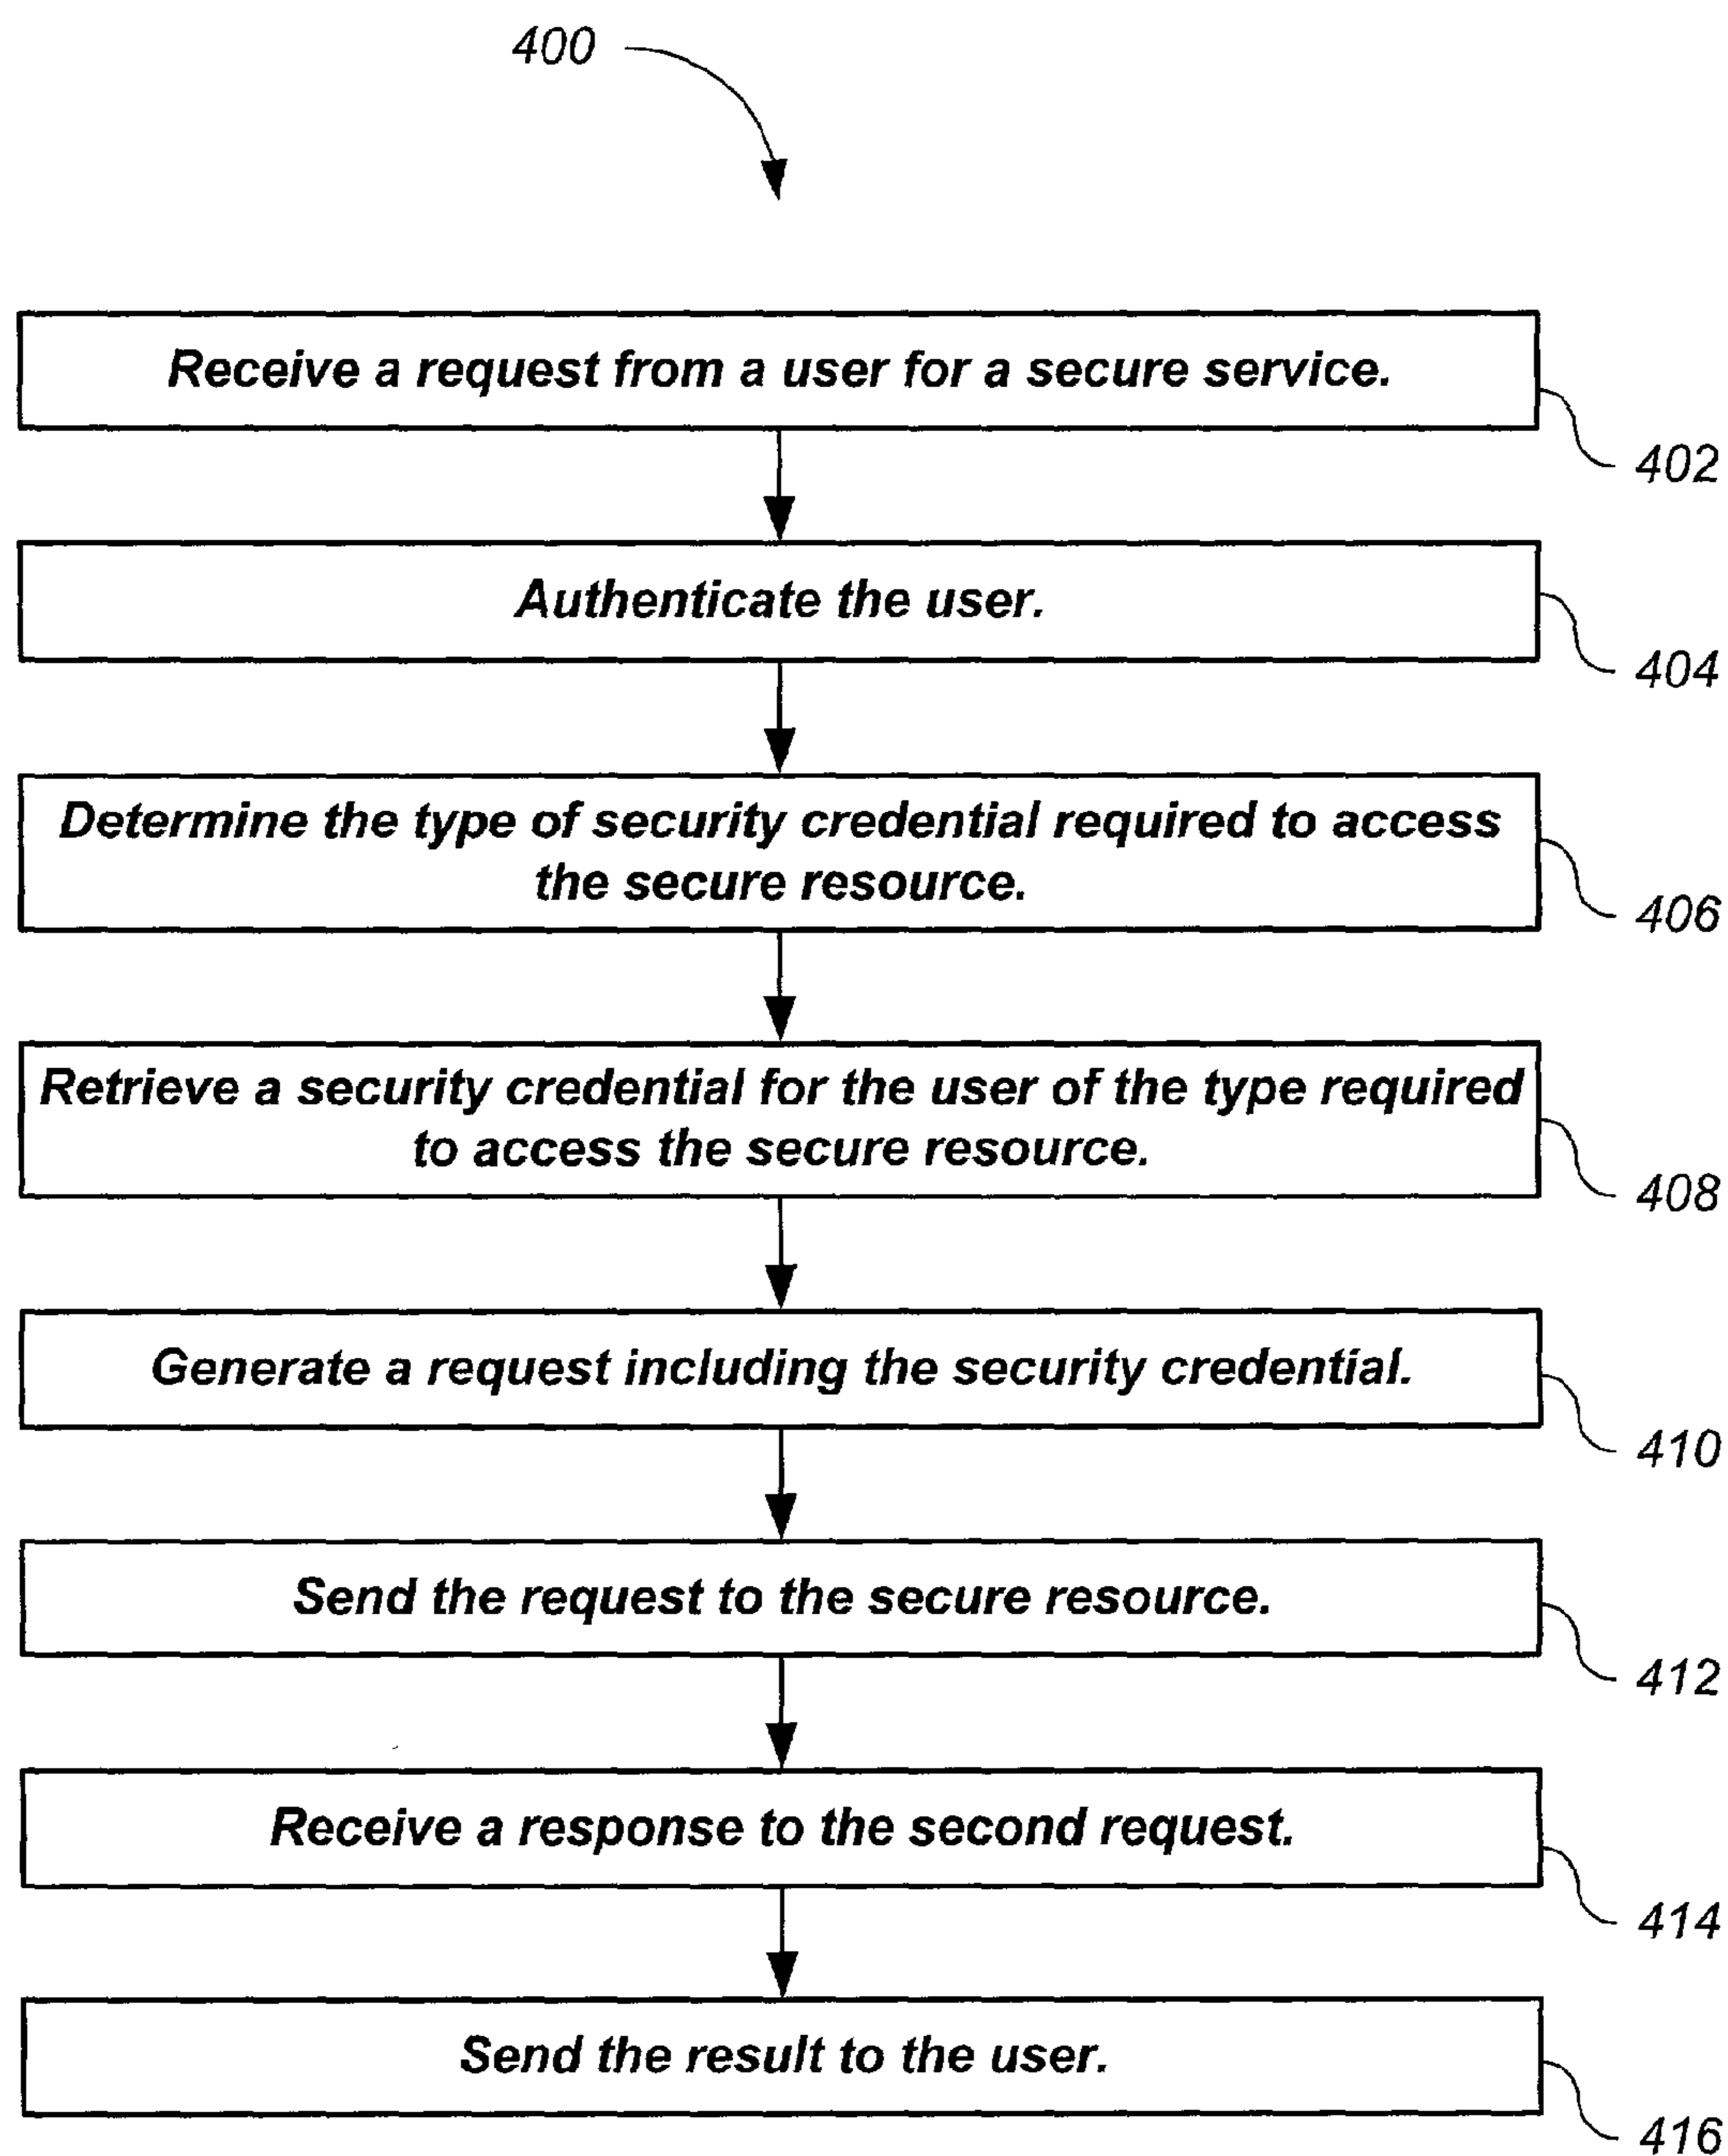 400
Receive a request from a user for a secure service.
402
Authenticate the user.
404
Determine the type of security credential required to access
the secure resource.
406
Retrieve a security credential for the user of the type required
to access the secure resource.
408
Generate a request including the security credential.
410
Send the request to the secure resource.
412
Receive a response to the second request.
414
Send the result to the user.
416